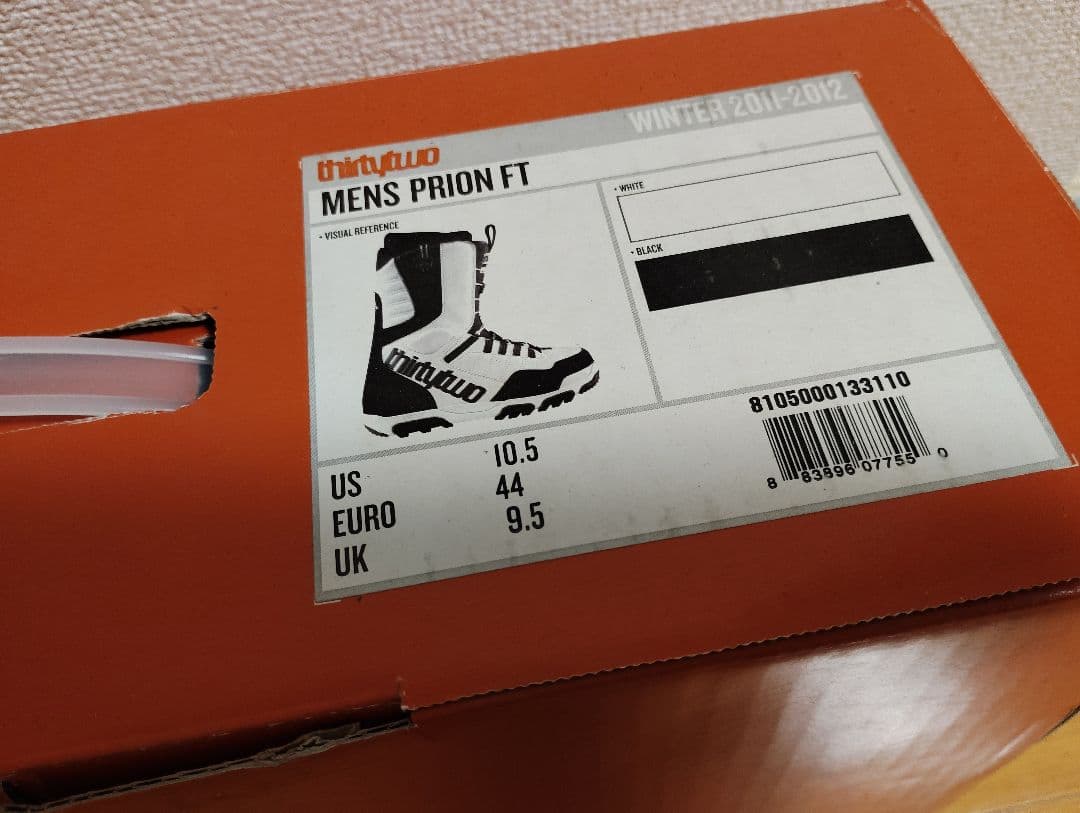 WINTER 2011-2012
thirtytwo
MENS PRION FT
• VISUAL REFERENCE
• WHITE
• BLACK
thirtytwo
US 10.5
EURO 44
UK 9.5
8105000133110
8 83896 07755 0